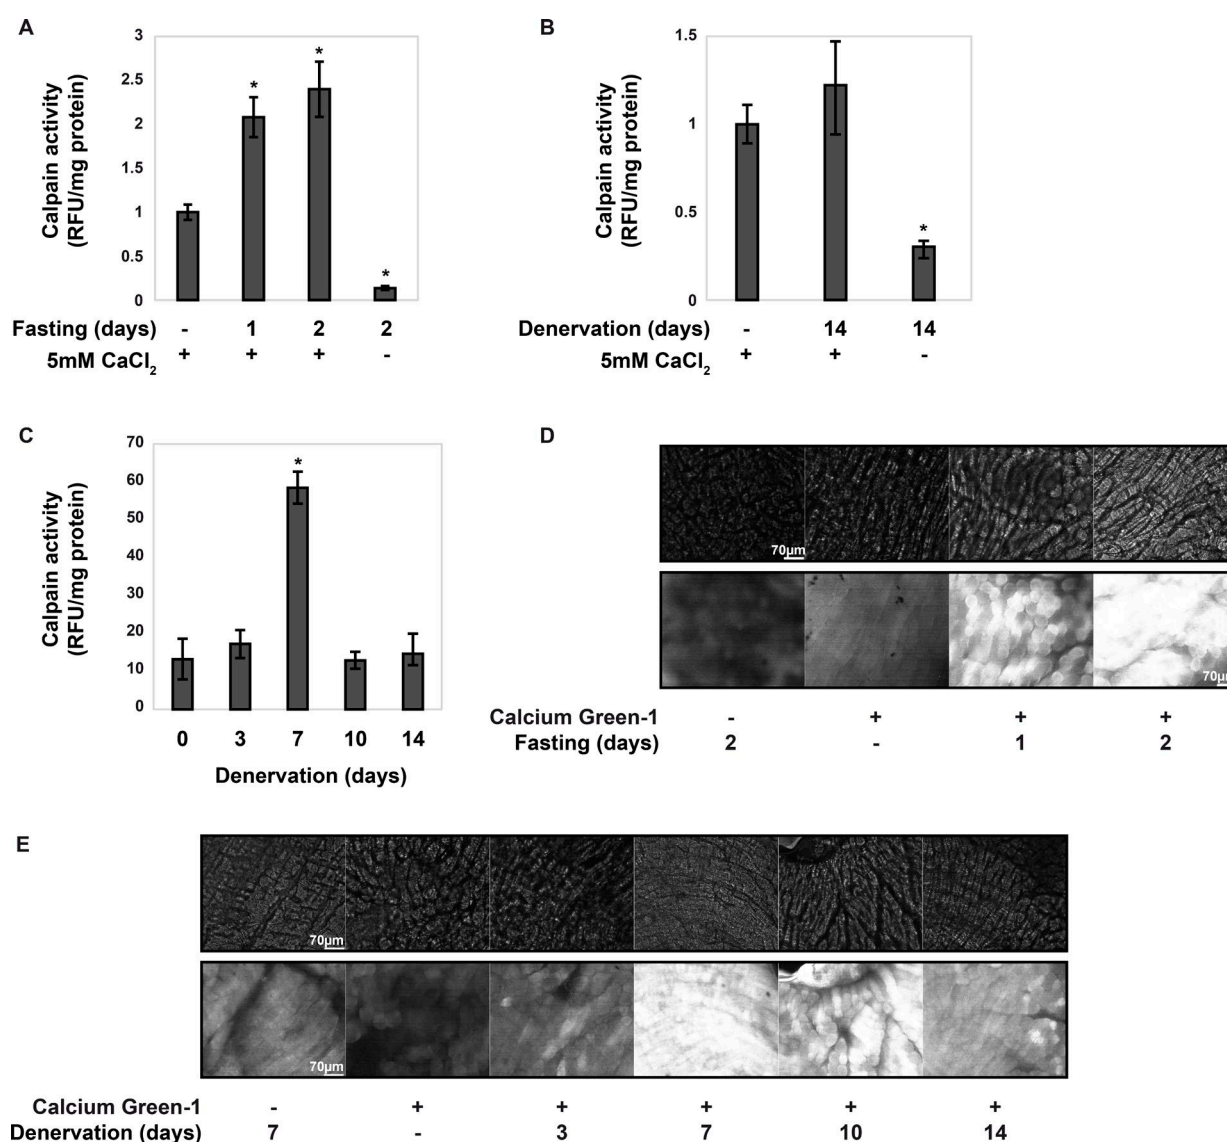 A
Calpain activity
(RFU/mg protein)
3
2.5
2
1.5
1
0.5
0
*
*
*
Fasting (days) - 1 2 2
5mM CaCl₂ + + + -
B
Calpain activity
(RFU/mg protein)
1.5
1
0.5
0
*
Denervation (days) - 14 14
5mM CaCl₂ + + -
C
Calpain activity
(RFU/mg protein)
70
60
50
40
30
20
10
0
*
0 3 7 10 14
Denervation (days)
D
70µm
70µ
Calcium Green-1 - + + +
Fasting (days) 2 - 1 2
E
70µm
70µm
Calcium Green-1 - + + + + +
Denervation (days) 7 - 3 7 10 14